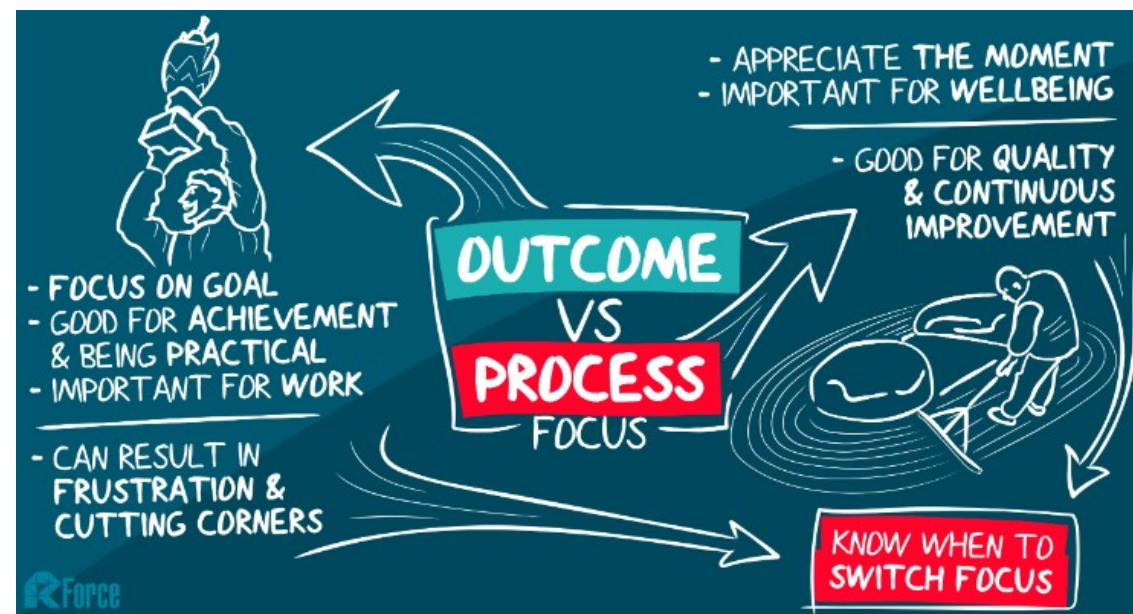 OUTCOME
VS
PROCESS
FOCUS
- FOCUS ON GOAL
- GOOD FOR ACHIEVEMENT
& BEING PRACTICAL
- IMPORTANT FOR WORK
- CAN RESULT IN
FRUSTRATION &
CUTTING CORNERS
- APPRECIATE THE MOMENT
- IMPORTANT FOR WELLBEING
- GOOD FOR QUALITY
& CONTINUOUS
IMPROVEMENT
KNOW WHEN TO
SWITCH FOCUS
RForce